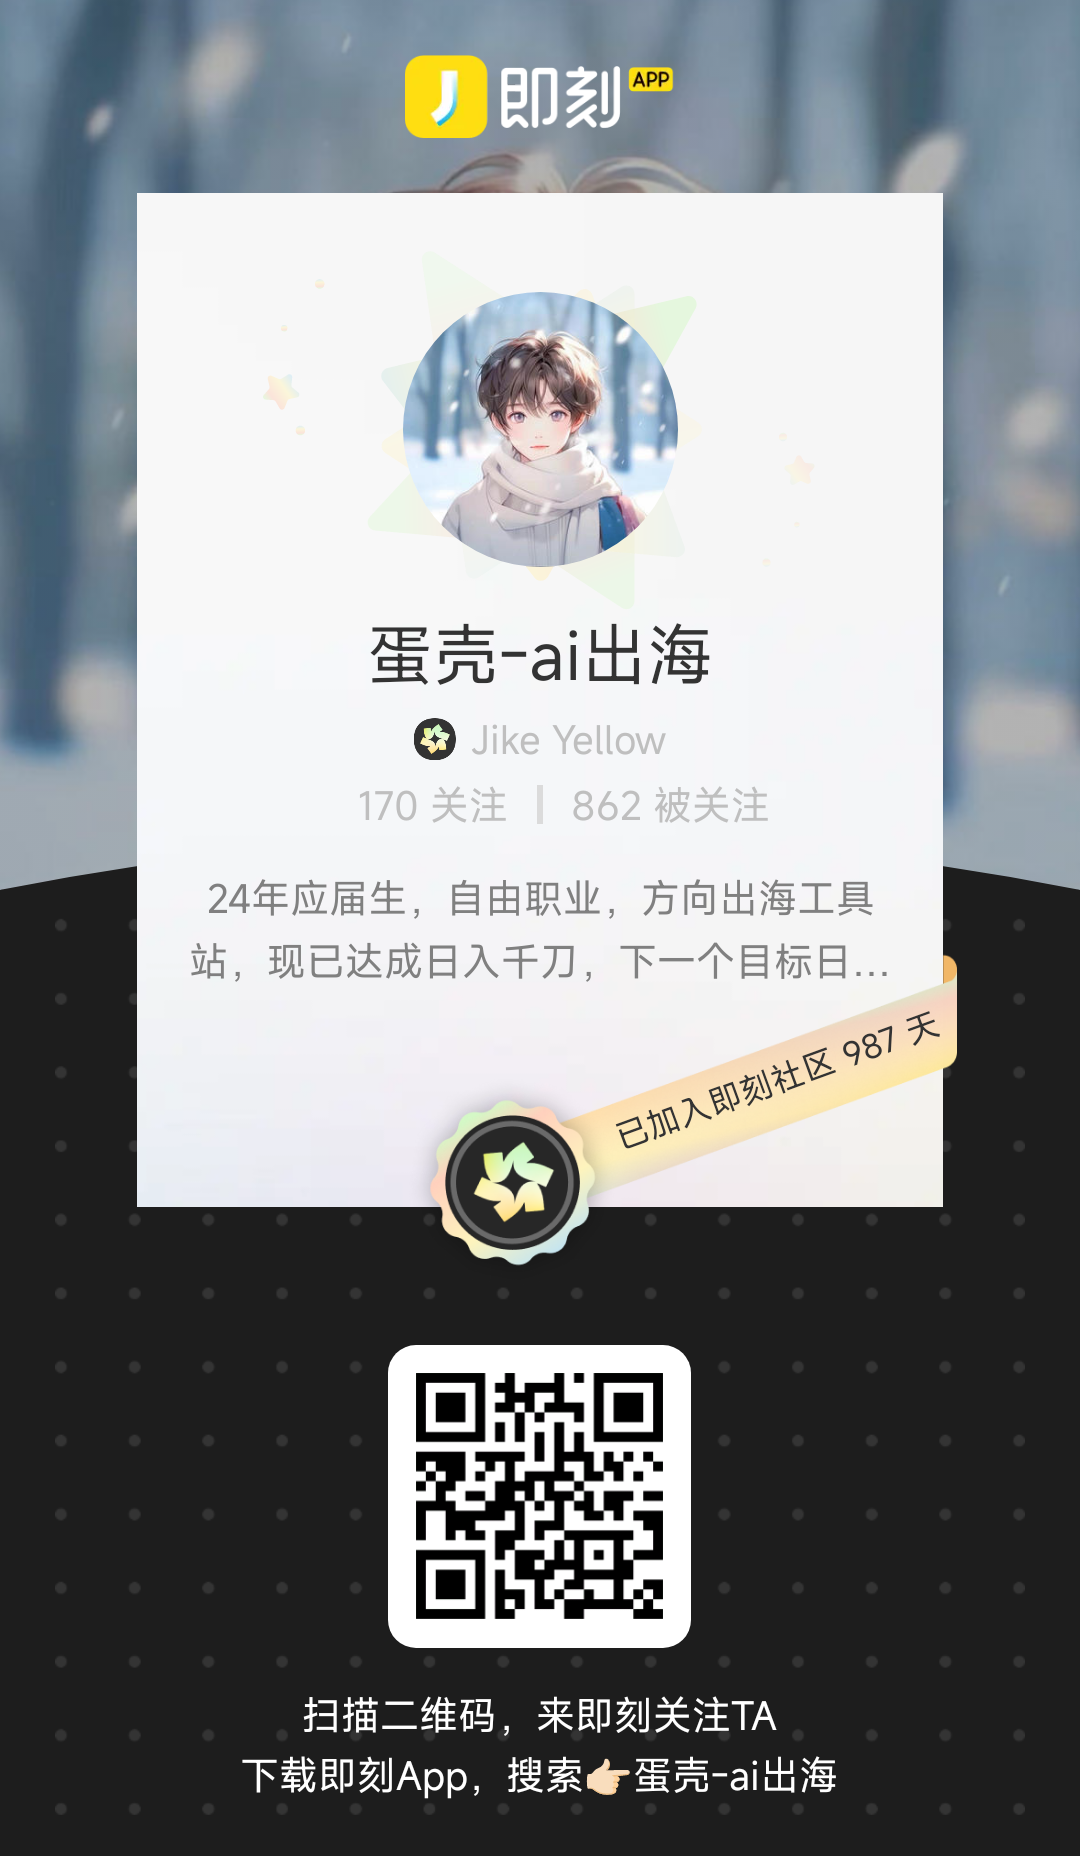 即刻 APP
蛋壳-ai出海
Jike Yellow
170 关注 | 862 被关注
24年应届生，自由职业，方向出海工具
站，现已达成日入千刀，下一个目标日...
已加入即刻社区 987 天
扫描二维码，来即刻关注TA
下载即刻App，搜索👉🏻蛋壳-ai出海